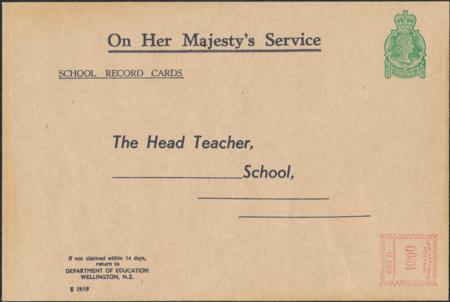 On Her Majesty's Service
SCHOOL RECORD CARDS
The Head Teacher,
School,
If not claimed within 14 days,
return to
DEPARTMENT OF EDUCATION
WELLINGTON, N.Z.
E 19/19